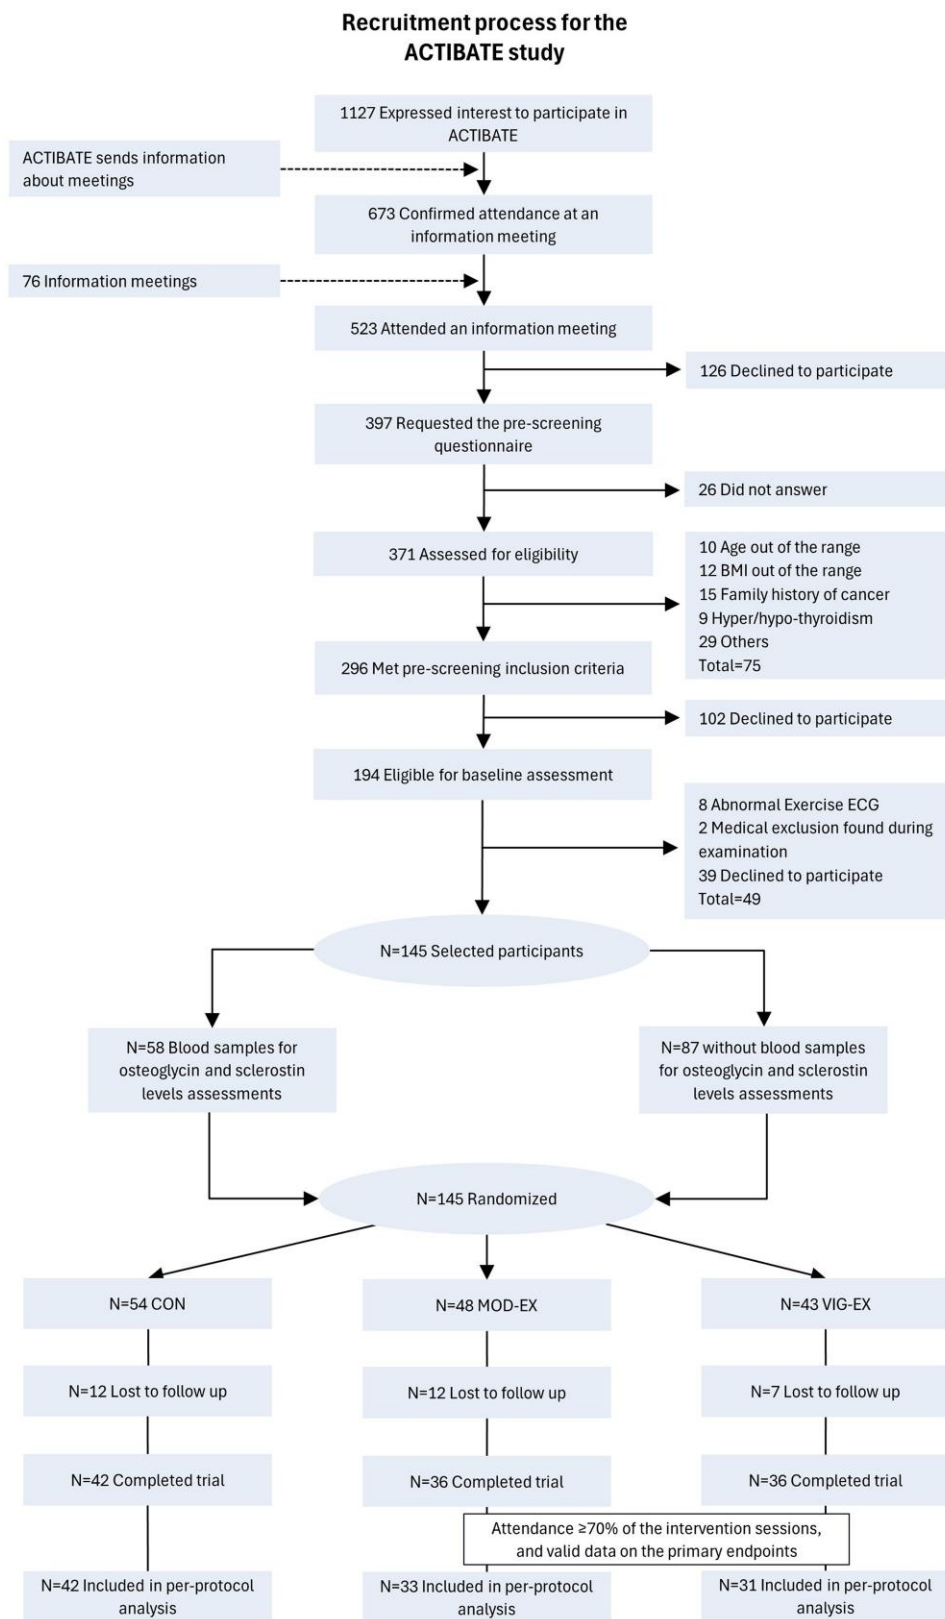 Recruitment process for the
ACTIBATE study
1127 Expressed interest to participate in
ACTIBATE
ACTIBATE sends information
about meetings
673 Confirmed attendance at an
information meeting
76 Information meetings
523 Attended an information meeting
126 Declined to participate
397 Requested the pre-screening
questionnaire
26 Did not answer
371 Assessed for eligibility
10 Age out of the range
12 BMI out of the range
15 Family history of cancer
9 Hyper/hypo-thyroidism
29 Others
Total=75
296 Met pre-screening inclusion criteria
102 Declined to participate
194 Eligible for baseline assessment
8 Abnormal Exercise ECG
2 Medical exclusion found during
examination
39 Declined to participate
Total=49
N=145 Selected participants
N=58 Blood samples for
osteoglycin and sclerostin
levels assessments
N=87 without blood samples
for osteoglycin and sclerostin
levels assessments
N=145 Randomized
N=54 CON
N=48 MOD-EX
N=43 VIG-EX
N=12 Lost to follow up
N=12 Lost to follow up
N=7 Lost to follow up
N=42 Completed trial
N=36 Completed trial
N=36 Completed trial
Attendance ≥70% of the intervention sessions,
and valid data on the primary endpoints
N=42 Included in per-protocol
analysis
N=33 Included in per-protocol
analysis
N=31 Included in per-protocol
analysis